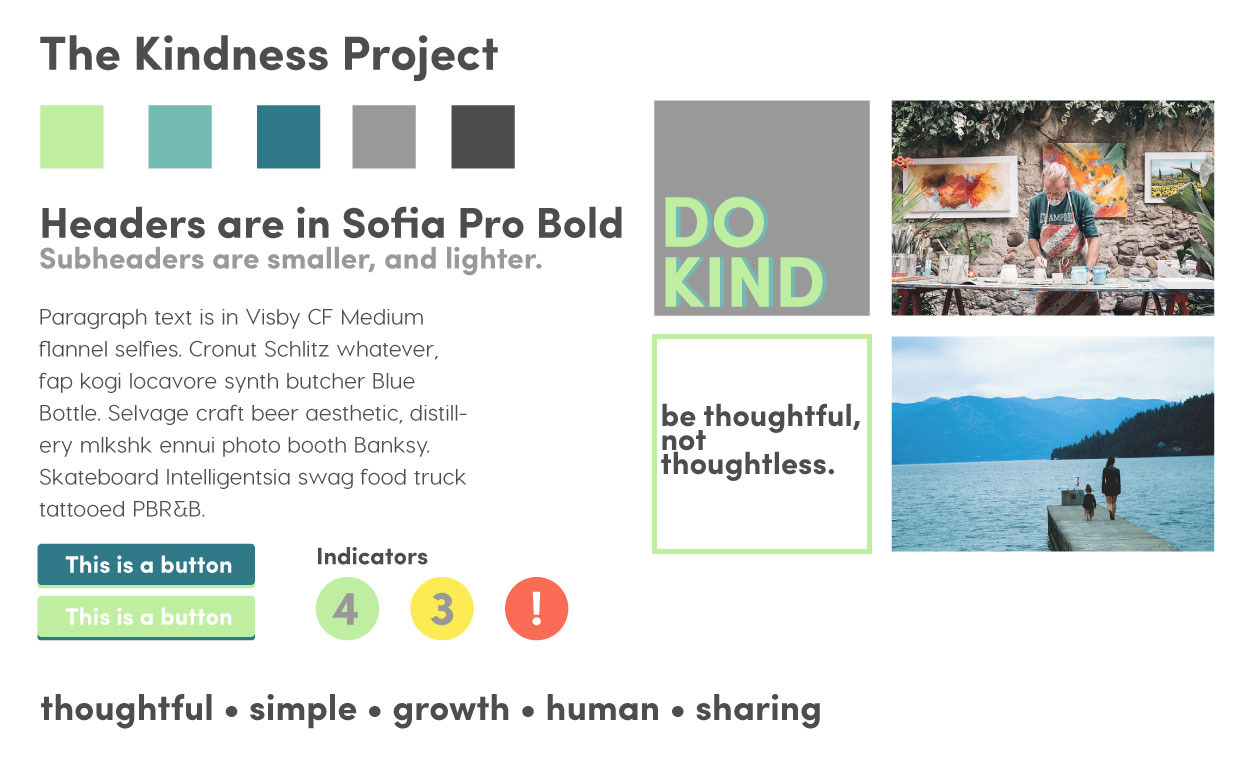 The Kindness Project
Headers are in Sofia Pro Bold
Subheaders are smaller, and lighter.
Paragraph text is in Visby CF Medium
flannel selfies. Cronut Schlitz whatever,
fap kogi locavore synth butcher Blue
Bottle. Selvage craft beer aesthetic, distill-
ery mlkshk ennui photo booth Banksy.
Skateboard Intelligentsia swag food truck
tattooed PBR&B.
This is a button
This is a button
Indicators
4 3 !
DO
KIND
be thoughtful,
not
thoughtless.
thoughtful • simple • growth • human • sharing